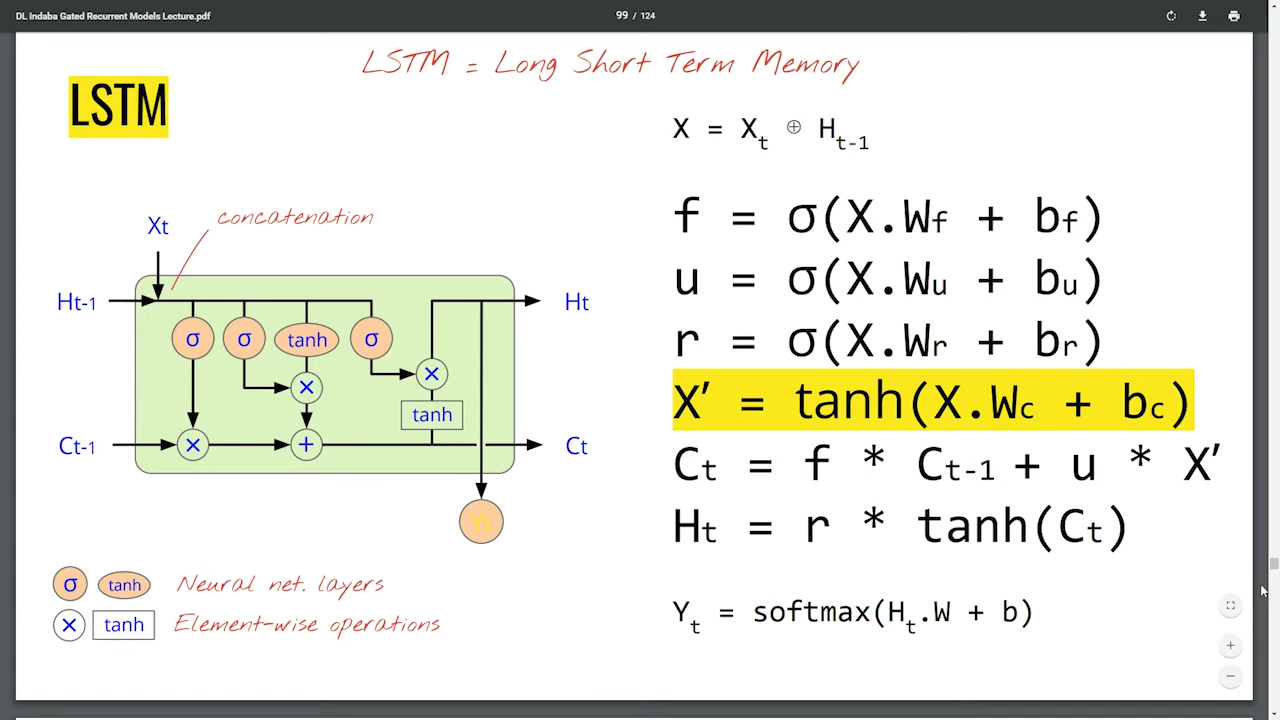 DL Indaba Gated Recurrent Models Lecture.pdf
99 / 124
LSTM = Long Short Term Memory
LSTM
X = Xt ⊕ Ht-1
f = σ(X.Wf + bf)
u = σ(X.Wu + bu)
r = σ(X.Wr + br)
X′ = tanh(X.Wc + bc)
Ct = f * Ct-1 + u * X′
Ht = r * tanh(Ct)
Yt = softmax(Ht.W + b)
concatenation
Xt
Ht-1
Ht
σ σ tanh σ
× ×
tanh
Ct-1 × + Ct
Yt
σ tanh Neural net. layers
× tanh Element-wise operations